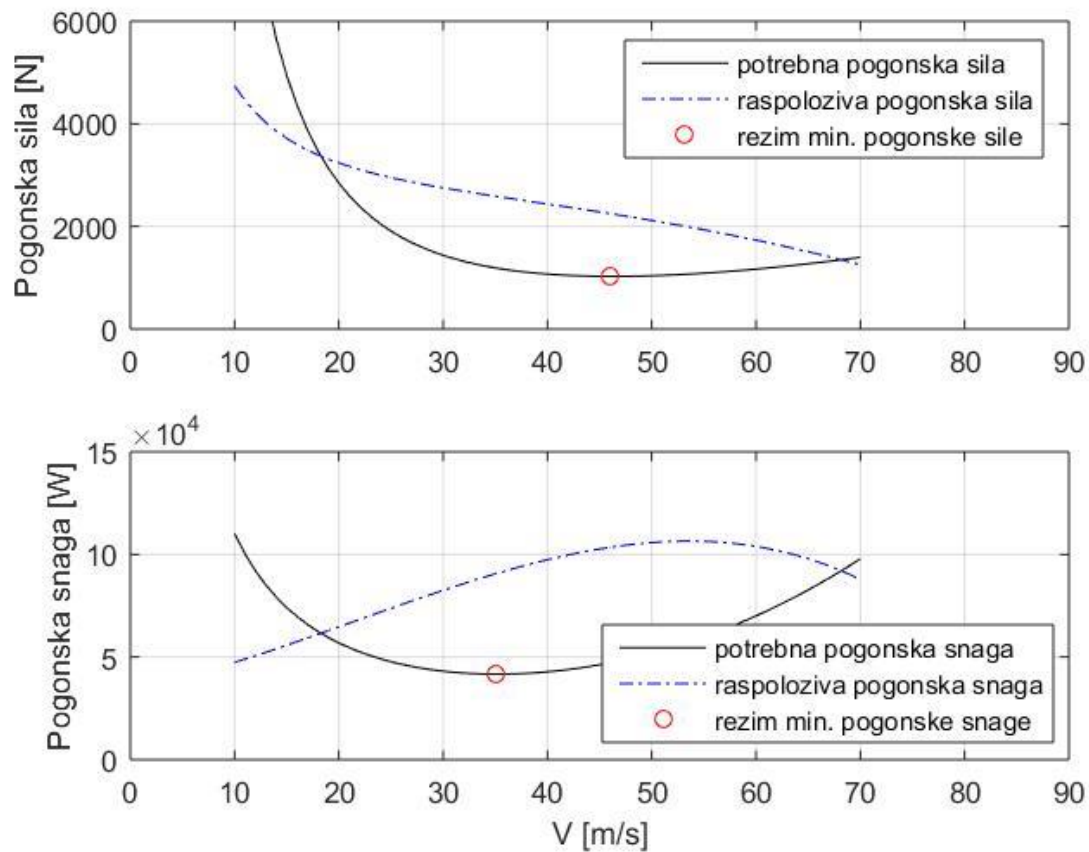 Pogonska sila [N]
6000
4000
2000
0
potrebna pogonska sila
raspoloziva pogonska sila
rezim min. pogonske sile
0 10 20 30 40 50 60 70 80 90
×10^4
Pogonska snaga [W]
15
10
5
0
potrebna pogonska snaga
raspoloziva pogonska snaga
rezim min. pogonske snage
0 10 20 30 40 50 60 70 80 90
V [m/s]